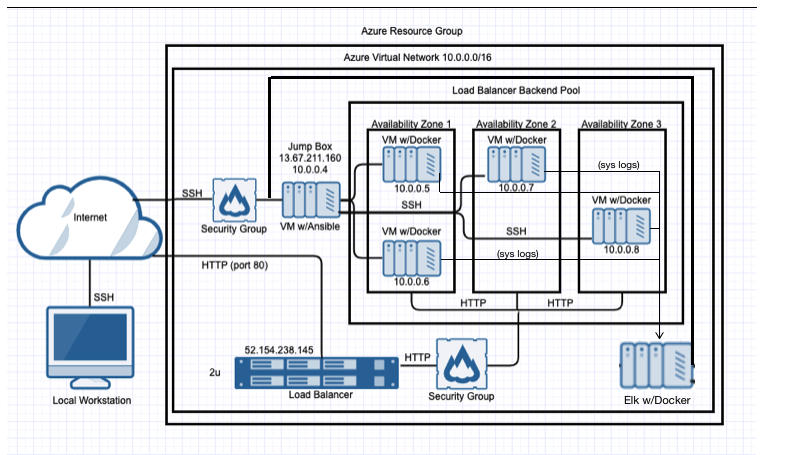 Azure Resource Group
Azure Virtual Network 10.0.0.0/16
Load Balancer Backend Pool
Availability Zone 1
Availability Zone 2
Availability Zone 3
VM w/Docker
10.0.0.5
VM w/Docker
10.0.0.7
(sys logs)
Jump Box
13.67.211.160
10.0.0.4
VM w/Ansible
SSH
Security Group
Internet
SSH
VM w/Docker
10.0.0.8
SSH
VM w/Docker
10.0.0.6
(sys logs)
HTTP (port 80)
HTTP
HTTP
SSH
Local Workstation
52.154.238.145
2u
Load Balancer
HTTP
Security Group
Elk w/Docker